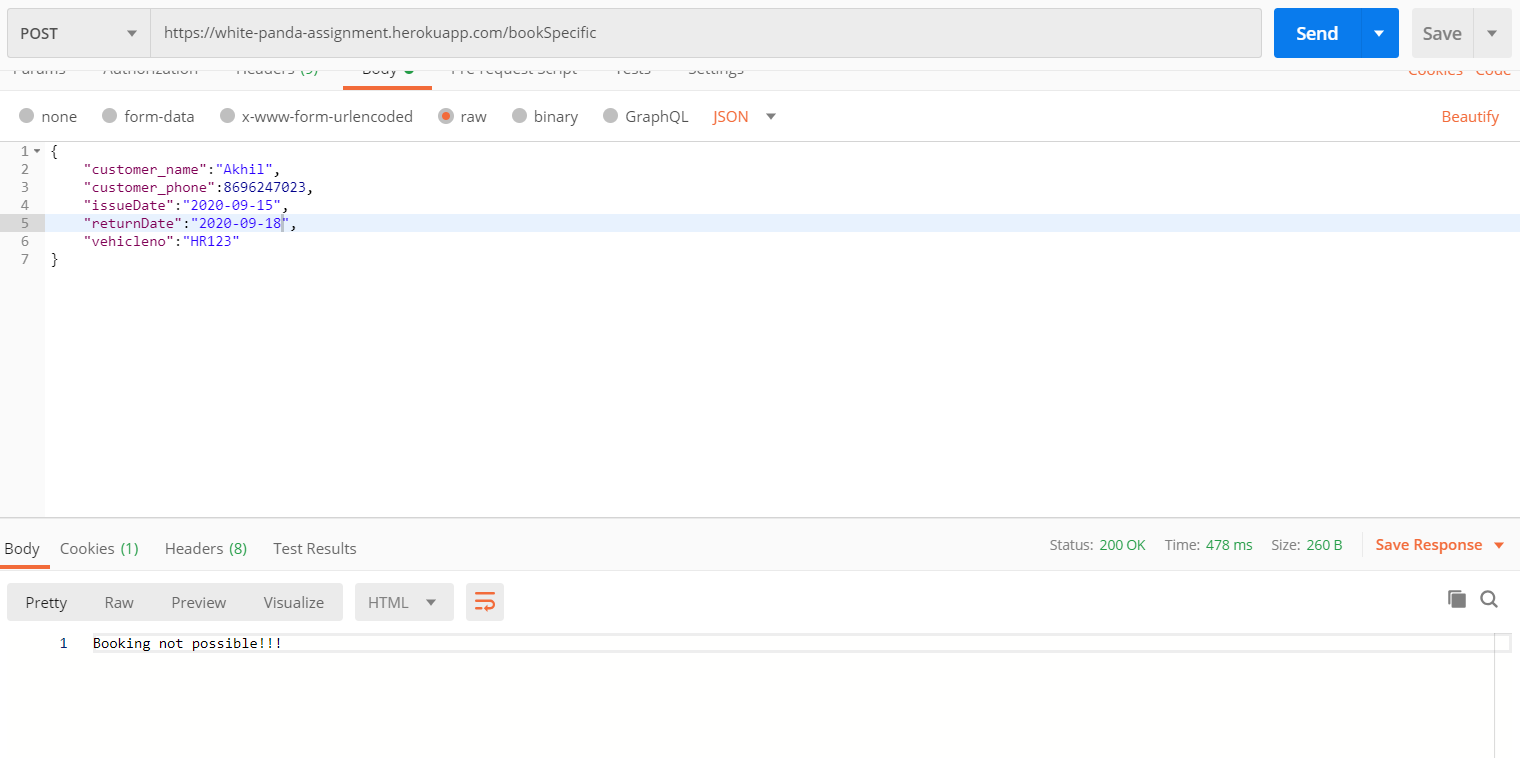 POST https://white-panda-assignment.herokuapp.com/bookSpecific Send Save
Params Authorization Headers (9) Body Pre-request Script Tests Settings Cookies Code
none form-data x-www-form-urlencoded raw binary GraphQL JSON Beautify
1 {
2 "customer_name":"Akhil",
3 "customer_phone":8696247023,
4 "issueDate":"2020-09-15",
5 "returnDate":"2020-09-18",
6 "vehicleno":"HR123"
7 }
Body Cookies (1) Headers (8) Test Results Status: 200 OK Time: 478 ms Size: 260 B Save Response
Pretty Raw Preview Visualize HTML
1 Booking not possible!!!